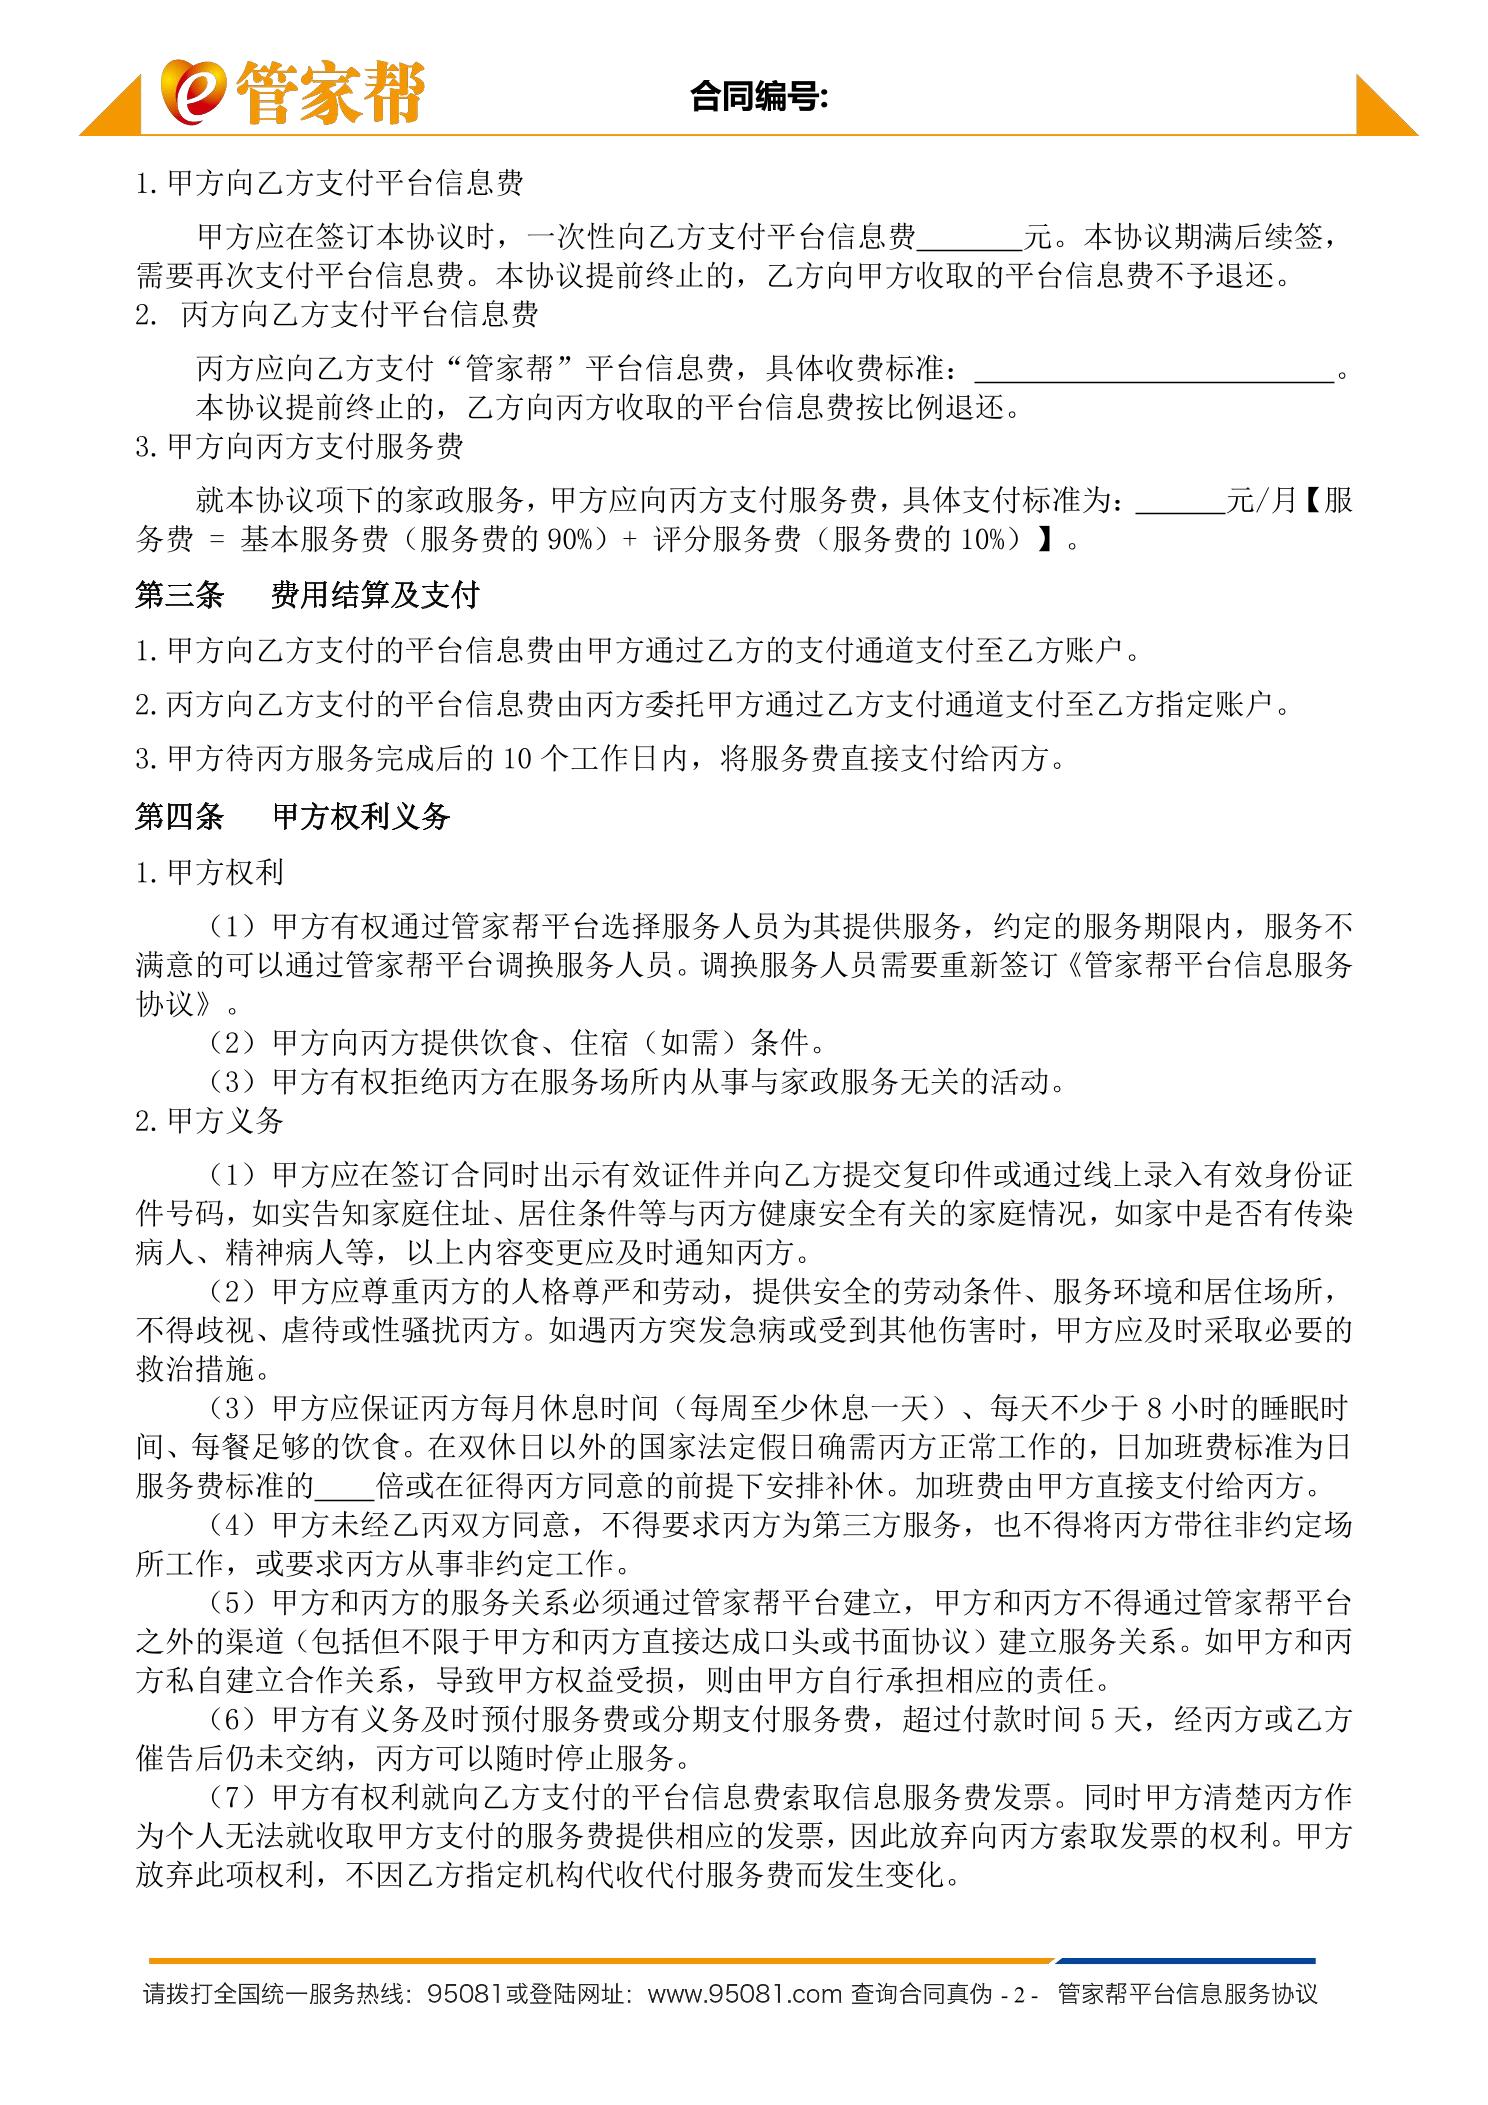 管家帮
合同编号:
1.甲方向乙方支付平台信息费
甲方应在签订本协议时，一次性向乙方支付平台信息费_______元。本协议期满后续签，
需要再次支付平台信息费。本协议提前终止的，乙方向甲方收取的平台信息费不予退还。
2. 丙方向乙方支付平台信息费
丙方应向乙方支付“管家帮”平台信息费，具体收费标准：________________________。
本协议提前终止的，乙方向丙方收取的平台信息费按比例退还。
3.甲方向丙方支付服务费
就本协议项下的家政服务，甲方应向丙方支付服务费，具体支付标准为：______元/月【服
务费 = 基本服务费（服务费的 90%）+ 评分服务费（服务费的 10%）】。
第三条 费用结算及支付
1.甲方向乙方支付的平台信息费由甲方通过乙方的支付通道支付至乙方账户。
2.丙方向乙方支付的平台信息费由丙方委托甲方通过乙方支付通道支付至乙方指定账户。
3.甲方待丙方服务完成后的 10 个工作日内，将服务费直接支付给丙方。
第四条 甲方权利义务
1.甲方权利
（1）甲方有权通过管家帮平台选择服务人员为其提供服务，约定的服务期限内，服务不
满意的可以通过管家帮平台调换服务人员。调换服务人员需要重新签订《管家帮平台信息服务
协议》。
（2）甲方向丙方提供饮食、住宿（如需）条件。
（3）甲方有权拒绝丙方在服务场所内从事与家政服务无关的活动。
2.甲方义务
（1）甲方应在签订合同时出示有效证件并向乙方提交复印件或通过线上录入有效身份证
件号码，如实告知家庭住址、居住条件等与丙方健康安全有关的家庭情况，如家中是否有传染
病人、精神病人等，以上内容变更应及时通知丙方。
（2）甲方应尊重丙方的人格尊严和劳动，提供安全的劳动条件、服务环境和居住场所，
不得歧视、虐待或性骚扰丙方。如遇丙方突发急病或受到其他伤害时，甲方应及时采取必要的
救治措施。
（3）甲方应保证丙方每月休息时间（每周至少休息一天）、每天不少于 8 小时的睡眠时
间、每餐足够的饮食。在双休日以外的国家法定假日确需丙方正常工作的，日加班费标准为日
服务费标准的____倍或在征得丙方同意的前提下安排补休。加班费由甲方直接支付给丙方。
（4）甲方未经乙丙双方同意，不得要求丙方为第三方服务，也不得将丙方带往非约定场
所工作，或要求丙方从事非约定工作。
（5）甲方和丙方的服务关系必须通过管家帮平台建立，甲方和丙方不得通过管家帮平台
之外的渠道（包括但不限于甲方和丙方直接达成口头或书面协议）建立服务关系。如甲方和丙
方私自建立合作关系，导致甲方权益受损，则由甲方自行承担相应的责任。
（6）甲方有义务及时预付服务费或分期支付服务费，超过付款时间 5 天，经丙方或乙方
催告后仍未交纳，丙方可以随时停止服务。
（7）甲方有权利就向乙方支付的平台信息费索取信息服务费发票。同时甲方清楚丙方作
为个人无法就收取甲方支付的服务费提供相应的发票，因此放弃向丙方索取发票的权利。甲方
放弃此项权利，不因乙方指定机构代收代付服务费而发生变化。
请拨打全国统一服务热线：95081或登陆网址：www.95081.com 查询合同真伪 - 2 - 管家帮平台信息服务协议